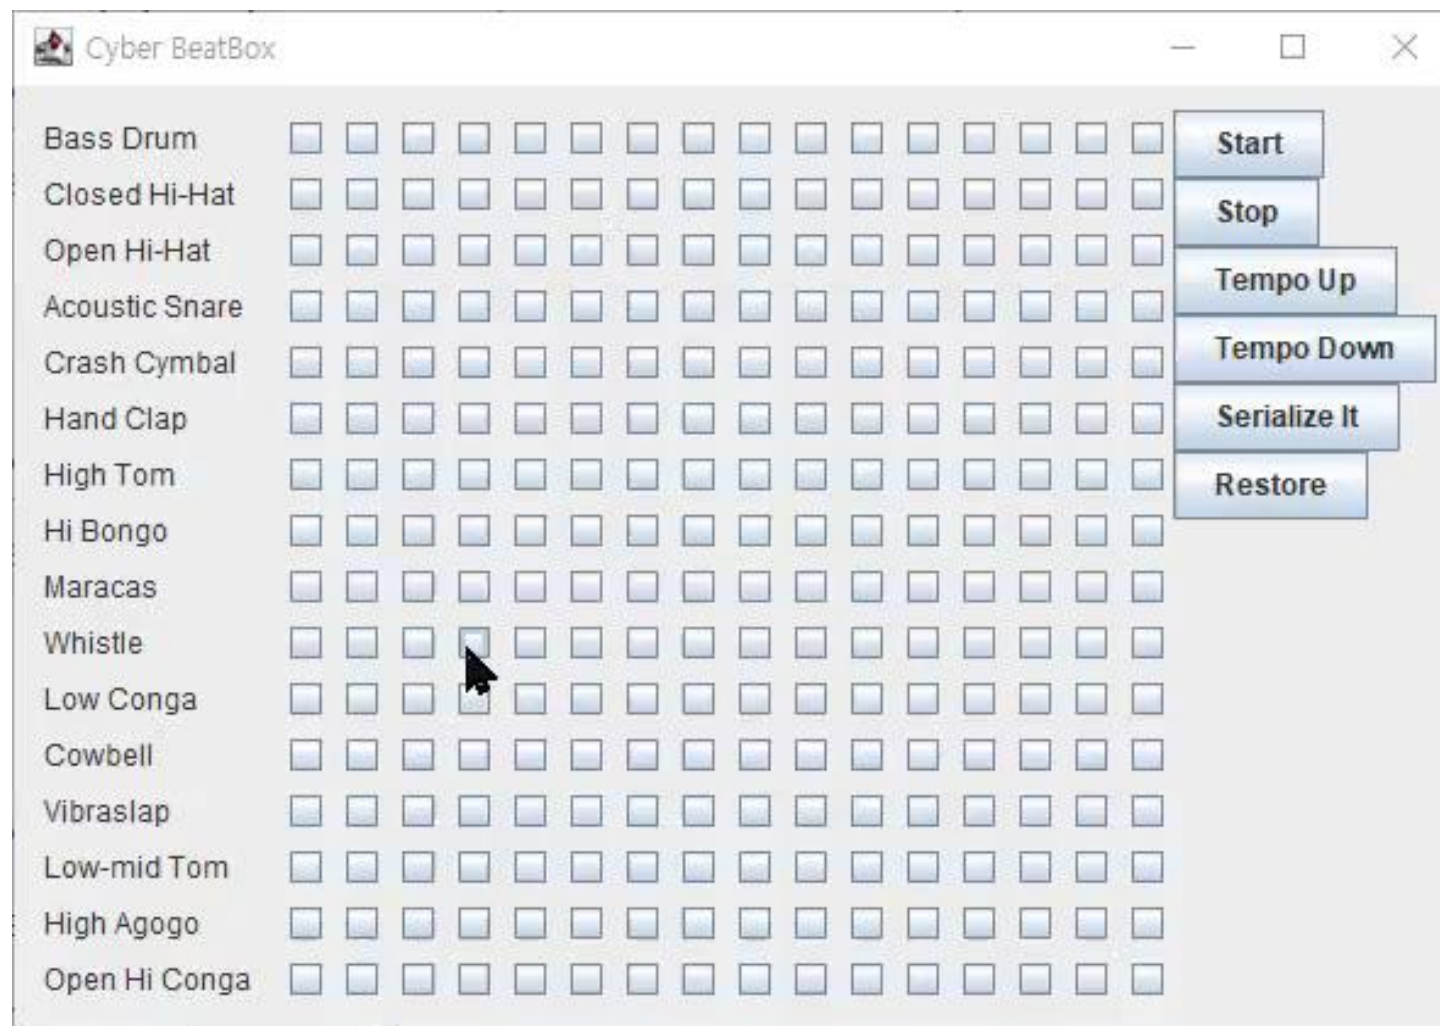 Cyber BeatBox
Bass Drum
Closed Hi-Hat
Open Hi-Hat
Acoustic Snare
Crash Cymbal
Hand Clap
High Tom
Hi Bongo
Maracas
Whistle
Low Conga
Cowbell
Vibraslap
Low-mid Tom
High Agogo
Open Hi Conga
Start
Stop
Tempo Up
Tempo Down
Serialize It
Restore